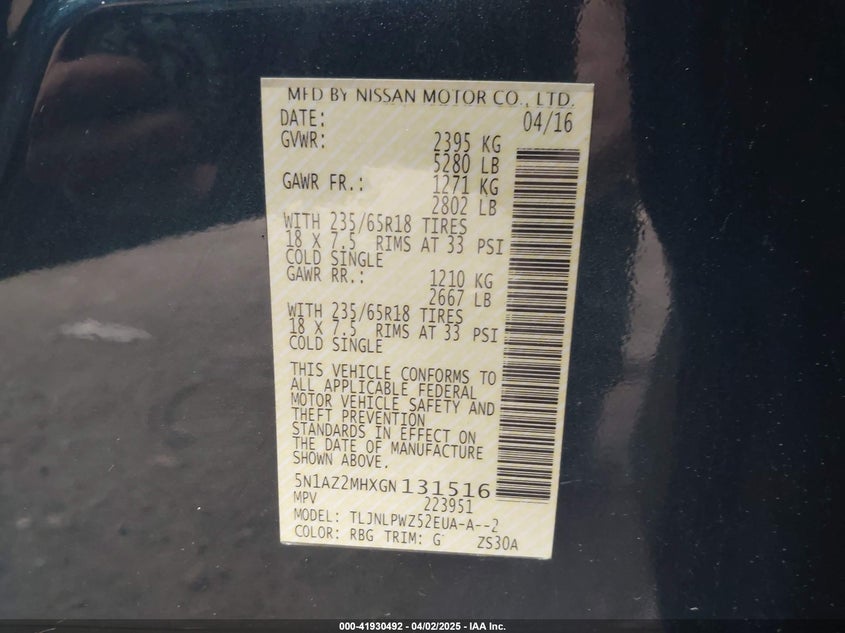 MFD BY NISSAN MOTOR CO., LTD.
DATE: 04/16
GVWR: 2395 KG
5280 LB
GAWR FR.: 1271 KG
2802 LB
WITH 235/65R18 TIRES
18 X 7.5 RIMS AT 33 PSI
COLD SINGLE
GAWR RR.: 1210 KG
2667 LB
WITH 235/65R18 TIRES
18 X 7.5 RIMS AT 33 PSI
COLD SINGLE
THIS VEHICLE CONFORMS TO
ALL APPLICABLE FEDERAL
MOTOR VEHICLE SAFETY AND
THEFT PREVENTION
STANDARDS IN EFFECT ON
THE DATE OF MANUFACTURE
SHOWN ABOVE.
5N1AZ2MHXGN131516
MPV 223951
MODEL: TLJNLPWZ52EUA-A--2
COLOR: RBG TRIM: G ZS30A
000-41930492 - 04/02/2025 - IAA Inc.